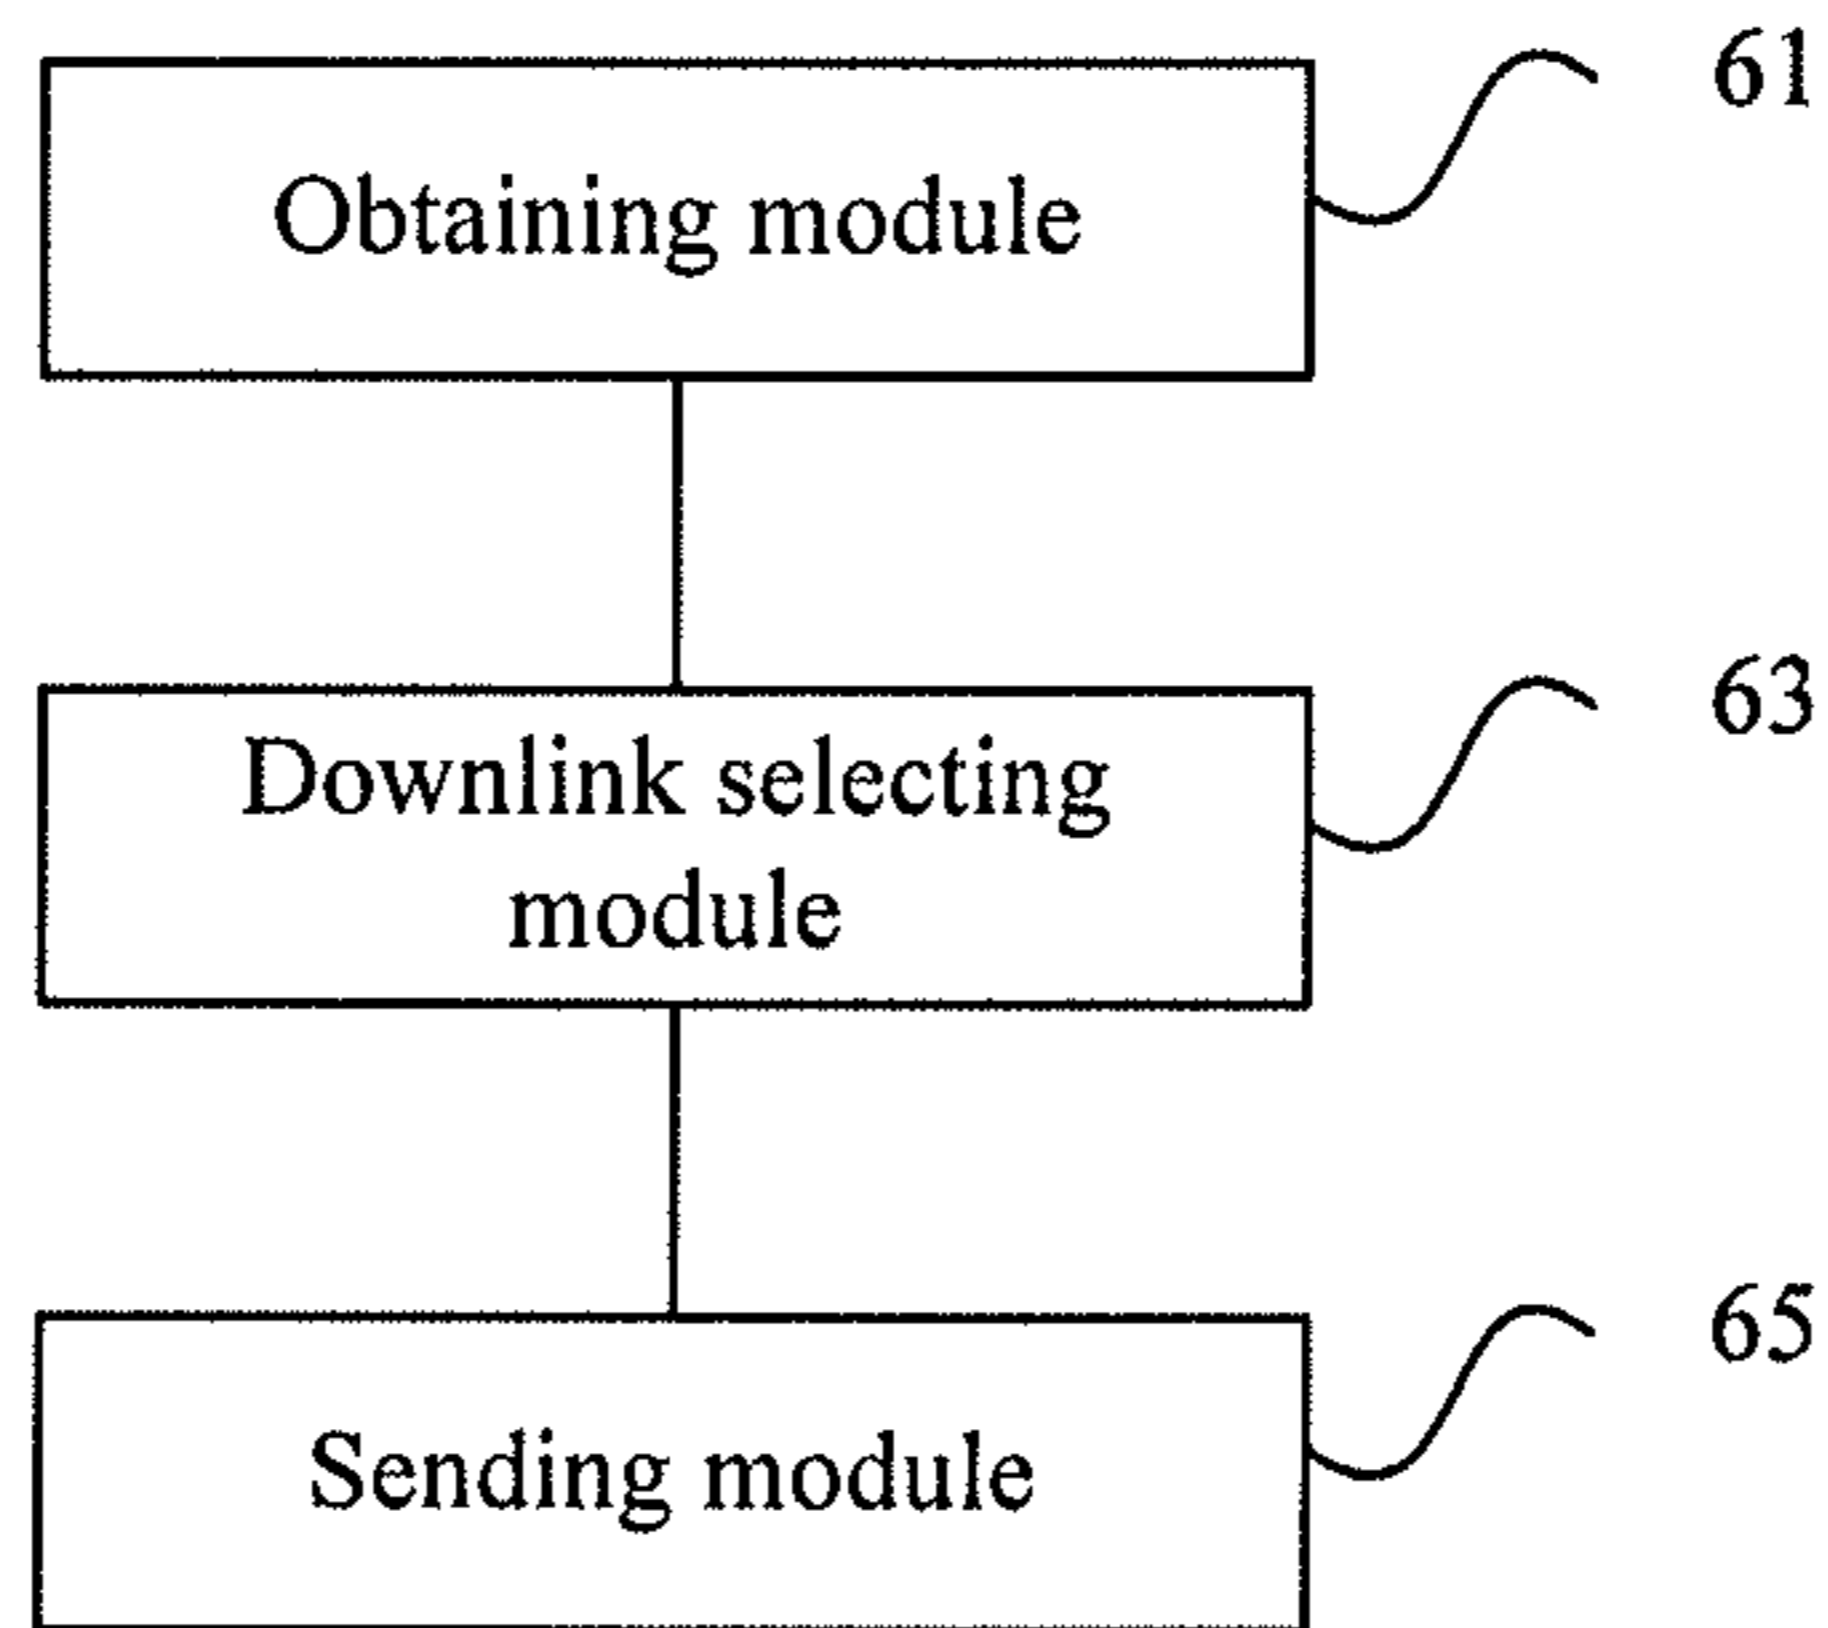 61
Obtaining module
63
Downlink selecting
module
65
Sending module